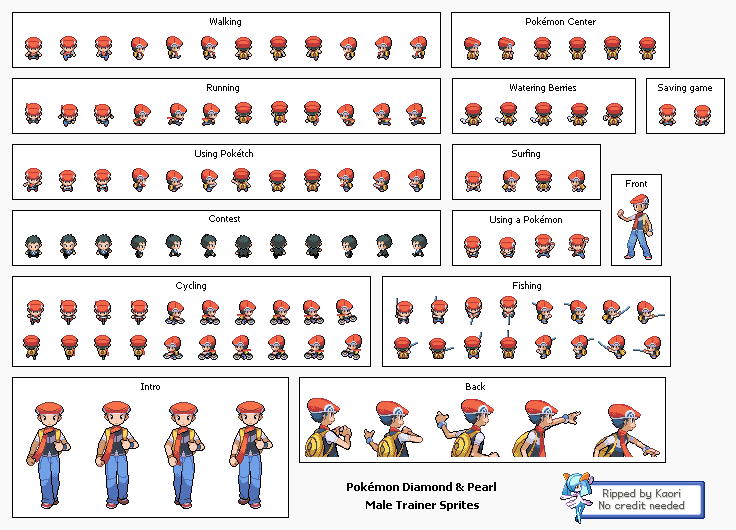 Walking
Pokémon Center
Running
Watering Berries
Saving game
Using Pokétch
Surfing
Front
Contest
Using a Pokémon
Cycling
Fishing
Intro
Back
Pokémon Diamond & Pearl
Male Trainer Sprites
Ripped by Kaori
No credit needed